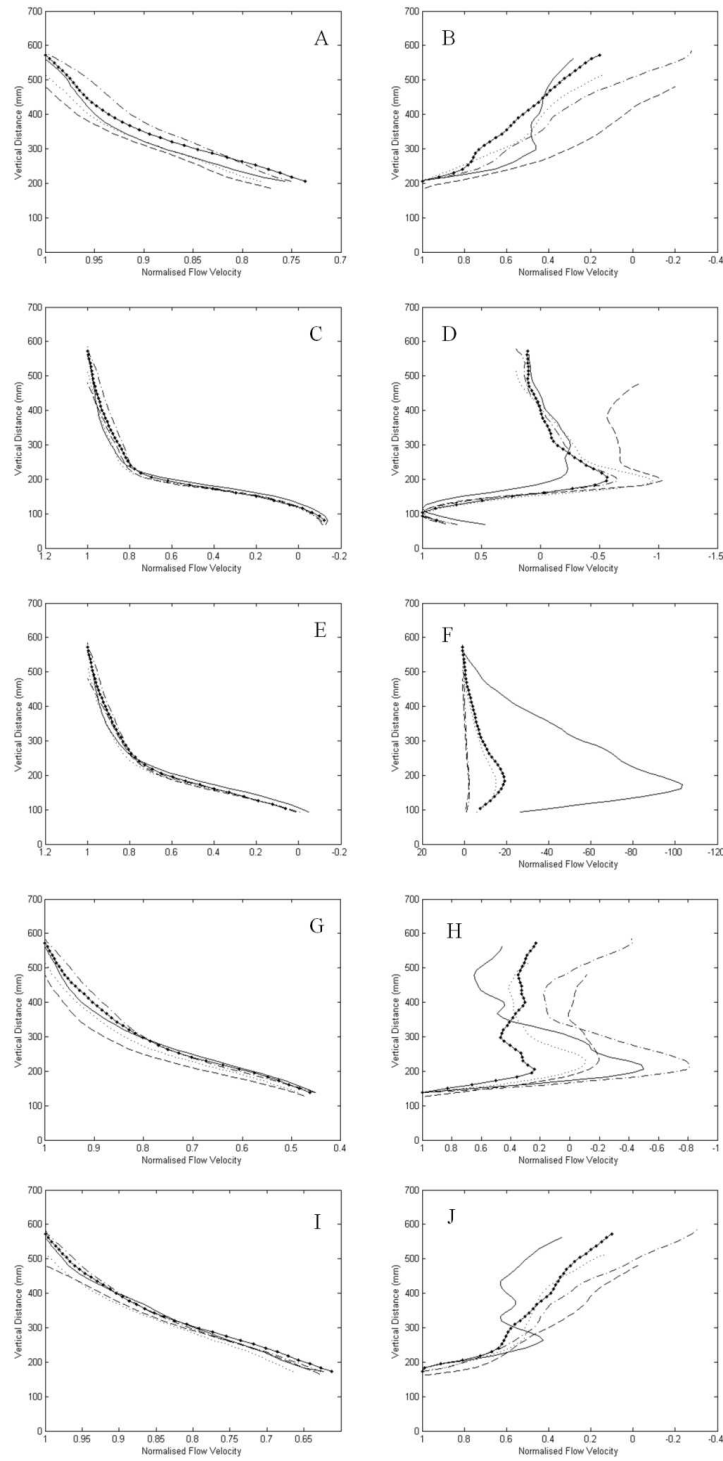 A
B
700
600
500
400
300
200
100
0
Vertical Distance (mm)
1 0.95 0.9 0.85 0.8 0.75 0.7
Normalised Flow Velocity
700
600
500
400
300
200
100
0
Vertical Distance (mm)
1 0.8 0.6 0.4 0.2 0 -0.2 -0.4
Normalised Flow Velocity
C
D
700
600
500
400
300
200
100
0
Vertical Distance (mm)
1.2 1 0.8 0.6 0.4 0.2 0 -0.2
Normalised Flow Velocity
700
600
500
400
300
200
100
0
Vertical Distance (mm)
1 0.5 0 -0.5 -1 -1.5
Normalised Flow Velocity
E
F
700
600
500
400
300
200
100
0
Vertical Distance (mm)
1.2 1 0.8 0.6 0.4 0.2 0 -0.2
Normalised Flow Velocity
700
600
500
400
300
200
100
0
Vertical Distance (mm)
20 0 -20 -40 -60 -80 -100 -120
Normalised Flow Velocity
G
H
700
600
500
400
300
200
100
0
Vertical Distance (mm)
1 0.9 0.8 0.7 0.6 0.5 0.4
Normalised Flow Velocity
700
600
500
400
300
200
100
0
Vertical Distance (mm)
1 0.8 0.6 0.4 0.2 0 -0.2 -0.4 -0.6 -0.8 -1
Normalised Flow Velocity
I
J
700
600
500
400
300
200
100
0
Vertical Distance (mm)
1 0.95 0.9 0.85 0.8 0.75 0.7 0.65
Normalised Flow Velocity
700
600
500
400
300
200
100
0
Vertical Distance (mm)
1 0.8 0.6 0.4 0.2 0 -0.2 -0.4
Normalised Flow Velocity